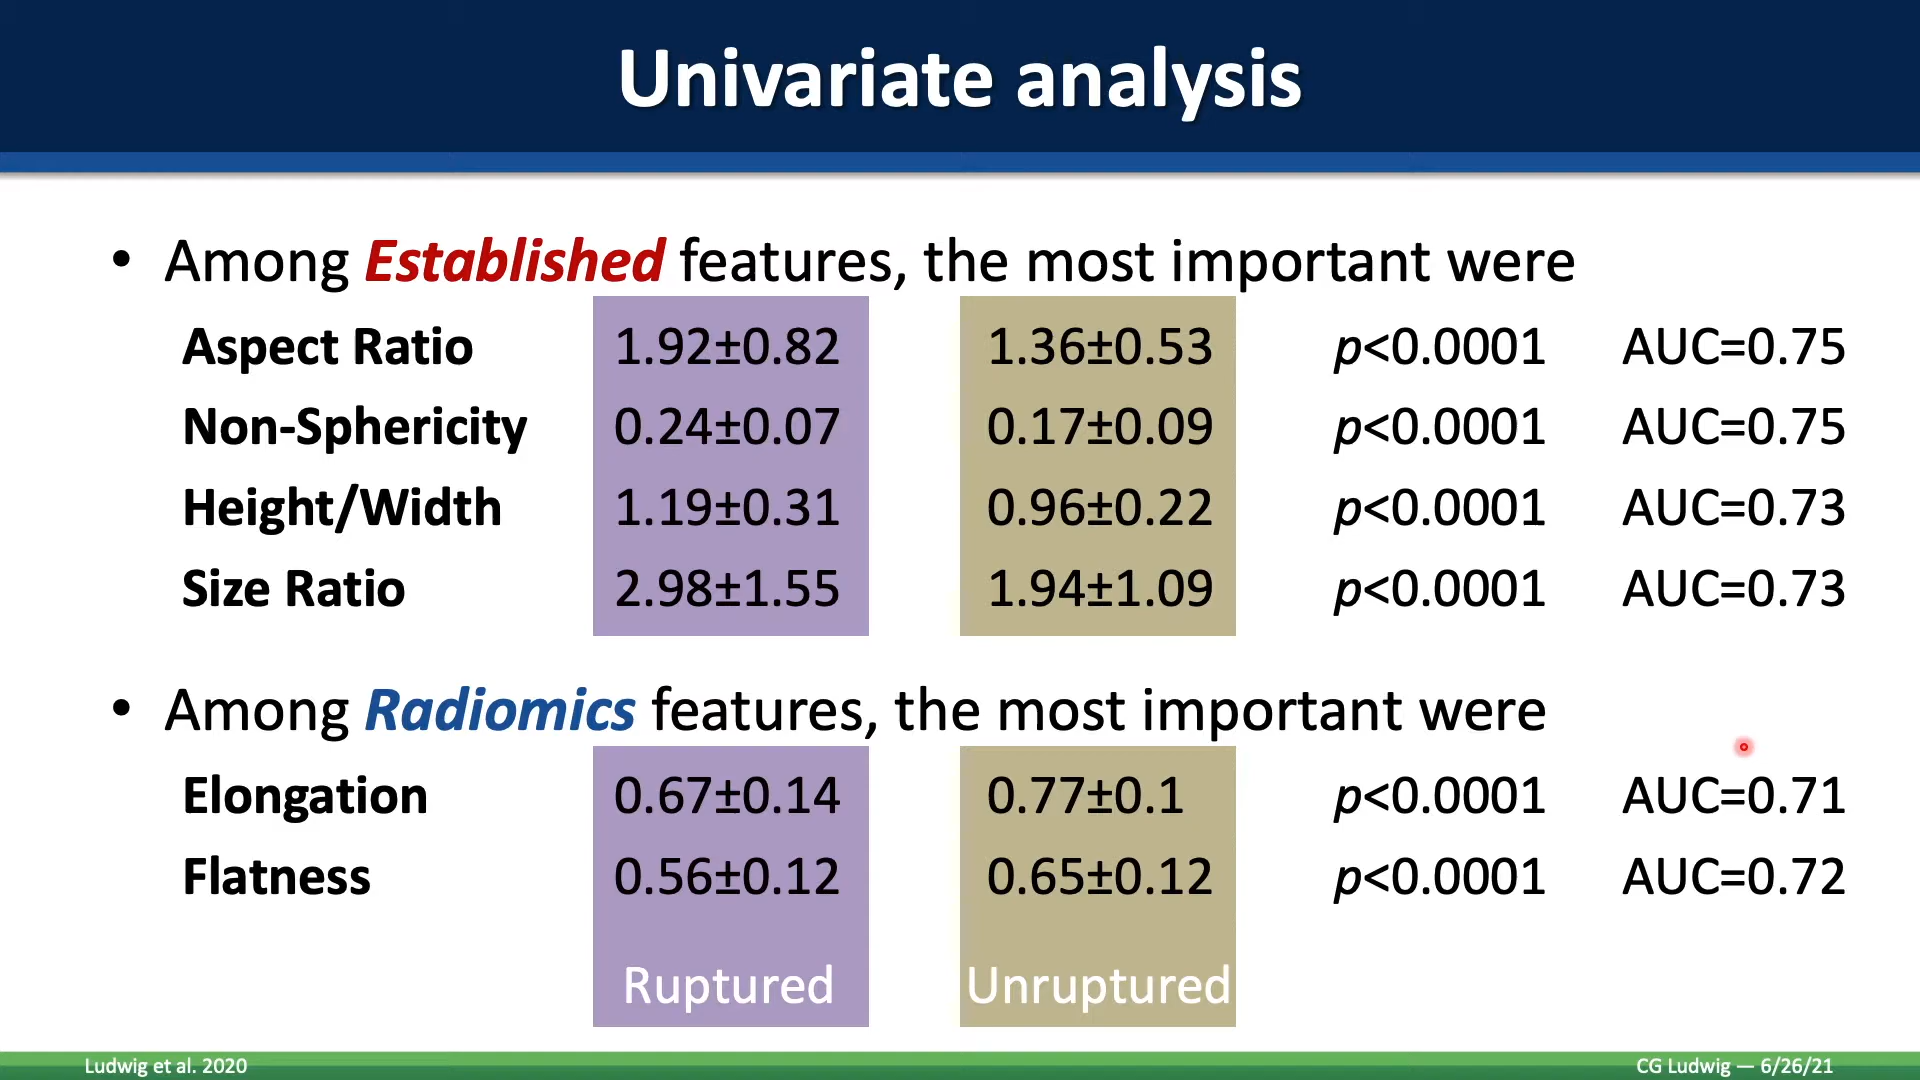 Univariate analysis
• Among Established features, the most important were
Aspect Ratio 1.92±0.82 1.36±0.53 p<0.0001 AUC=0.75
Non-Sphericity 0.24±0.07 0.17±0.09 p<0.0001 AUC=0.75
Height/Width 1.19±0.31 0.96±0.22 p<0.0001 AUC=0.73
Size Ratio 2.98±1.55 1.94±1.09 p<0.0001 AUC=0.73
• Among Radiomics features, the most important were
Elongation 0.67±0.14 0.77±0.1 p<0.0001 AUC=0.71
Flatness 0.56±0.12 0.65±0.12 p<0.0001 AUC=0.72
Ruptured Unruptured
Ludwig et al. 2020 CG Ludwig — 6/26/21